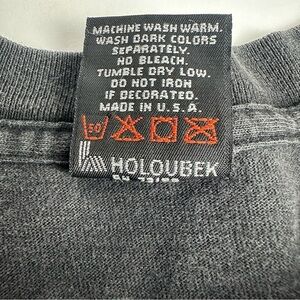 MACHINE WASH WARM.
WASH DARK COLORS
SEPARATELY.
NO BLEACH.
TUMBLE DRY LOW.
DO NOT IRON
IF DECORATED.
MADE IN U.S.A.
50
HOLOUBEK